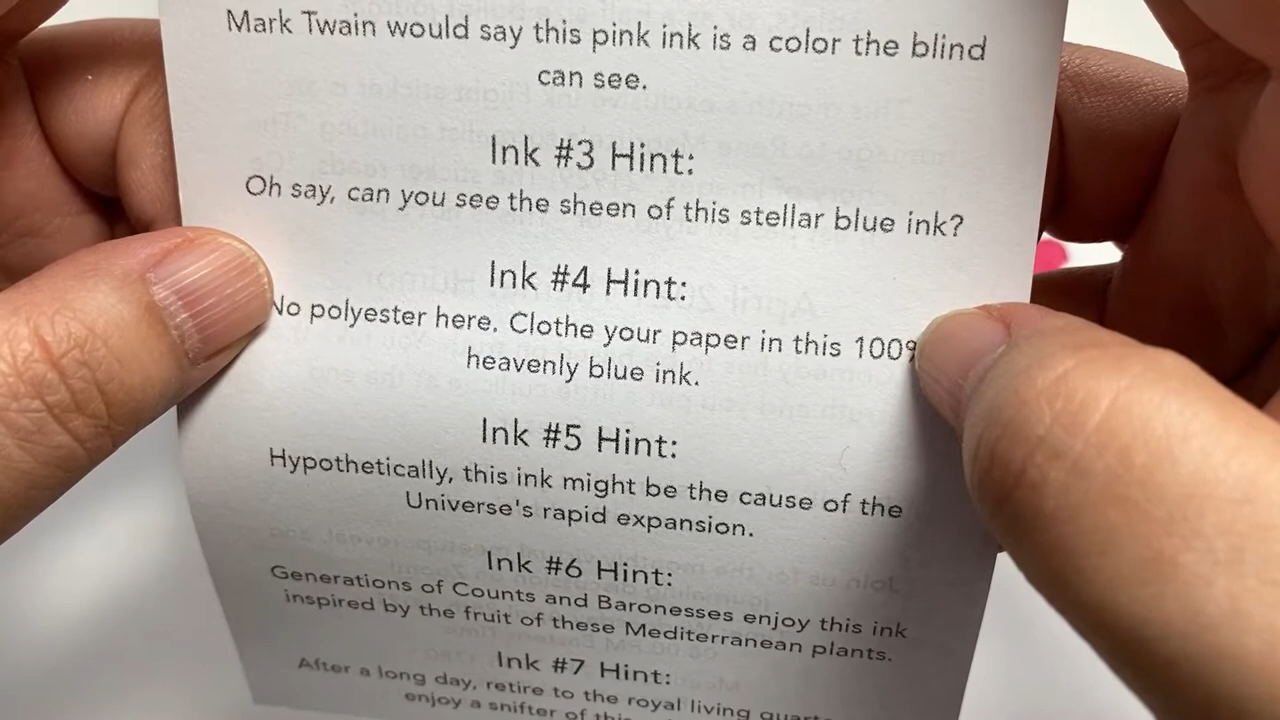 Mark Twain would say this pink ink is a color the blind
can see.
Ink #3 Hint:
Oh say, can you see the sheen of this stellar blue ink?
Ink #4 Hint:
No polyester here. Clothe your paper in this 100%
heavenly blue ink.
Ink #5 Hint:
Hypothetically, this ink might be the cause of the
Universe's rapid expansion.
Ink #6 Hint:
Generations of Counts and Baronesses enjoy this ink
inspired by the fruit of these Mediterranean plants.
Ink #7 Hint:
After a long day, retire to the royal living
enjoy a snifter of this